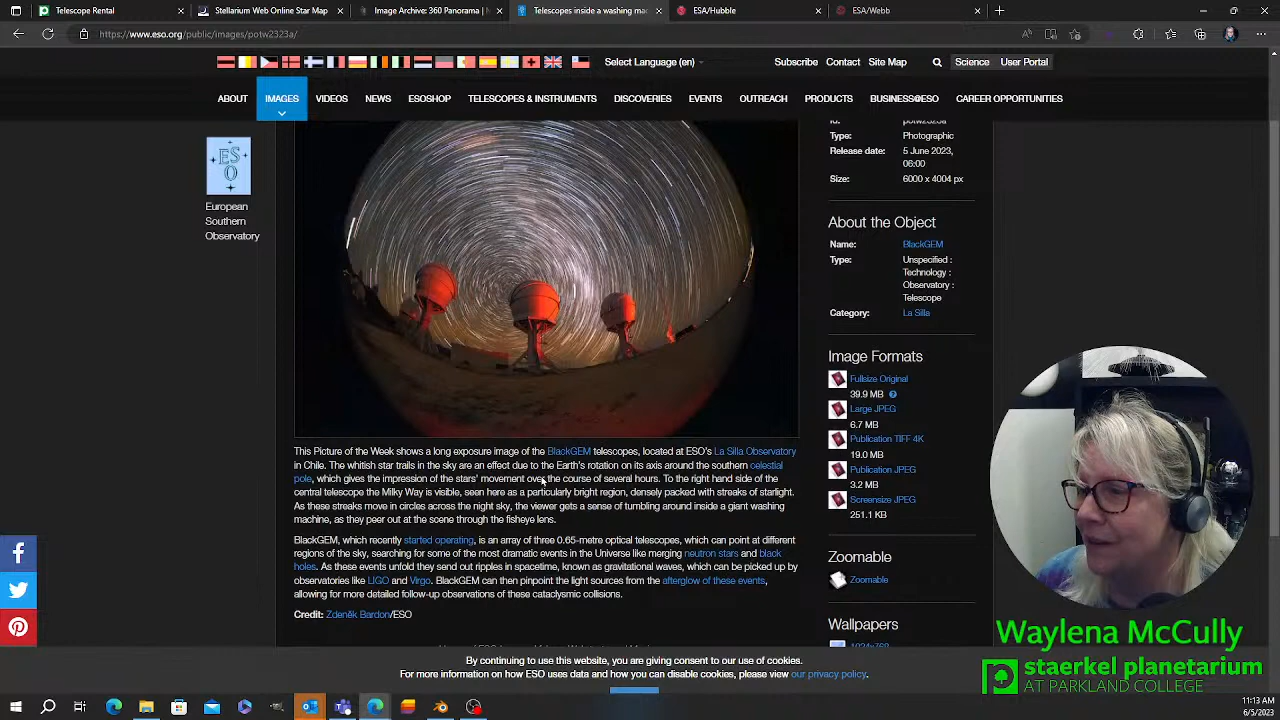 Telescope Rental
Stellarium Web Online Star Map
Image Archive: 360 Panorama |
Telescopes inside a washing ma
ESA/Hubble
ESA/Webb
https://www.eso.org/public/images/potw2323a/
Select Language (en)
Subscribe Contact Site Map
Science User Portal
ABOUT IMAGES VIDEOS NEWS ESOSHOP TELESCOPES & INSTRUMENTS DISCOVERIES EVENTS OUTREACH PRODUCTS BUSINESS@ESO CAREER OPPORTUNITIES
ES
O
European
Southern
Observatory
Id: potw2323a
Type: Photographic
Release date: 5 June 2023,
06:00
Size: 6000 x 4004 px
About the Object
Name: BlackGEM
Type: Unspecified :
Technology :
Observatory :
Telescope
Category: La Silla
Image Formats
Fullsize Original
39.9 MB
Large JPEG
6.7 MB
Publication TIFF 4K
19.0 MB
Publication JPEG
3.2 MB
Screensize JPEG
251.1 KB
Zoomable
Zoomable
Wallpapers
1024x768
This Picture of the Week shows a long exposure image of the BlackGEM telescopes, located at ESO's La Silla Observatory
in Chile. The whitish star trails in the sky are an effect due to the Earth's rotation on its axis around the southern celestial
pole, which gives the impression of the stars' movement over the course of several hours. To the right hand side of the
central telescope the Milky Way is visible, seen here as a particularly bright region, densely packed with streaks of starlight.
As these streaks move in circles across the night sky, the viewer gets a sense of tumbling around inside a giant washing
machine, as they peer out at the scene through the fisheye lens.
BlackGEM, which recently started operating, is an array of three 0.65-metre optical telescopes, which can point at different
regions of the sky, searching for some of the most dramatic events in the Universe like merging neutron stars and black
holes. As these events unfold they send out ripples in spacetime, known as gravitational waves, which can be picked up by
observatories like LIGO and Virgo. BlackGEM can then pinpoint the light sources from the afterglow of these events,
allowing for more detailed follow-up observations of these cataclysmic collisions.
Credit: Zdeněk Bardon/ESO
By continuing to use this website, you are giving consent to our use of cookies.
For more information on how ESO uses data and how you can disable cookies, please view our privacy policy.
Waylena McCully
staerkel planetarium
AT PARKLAND COLLEGE
11:13 AM
6/5/2023